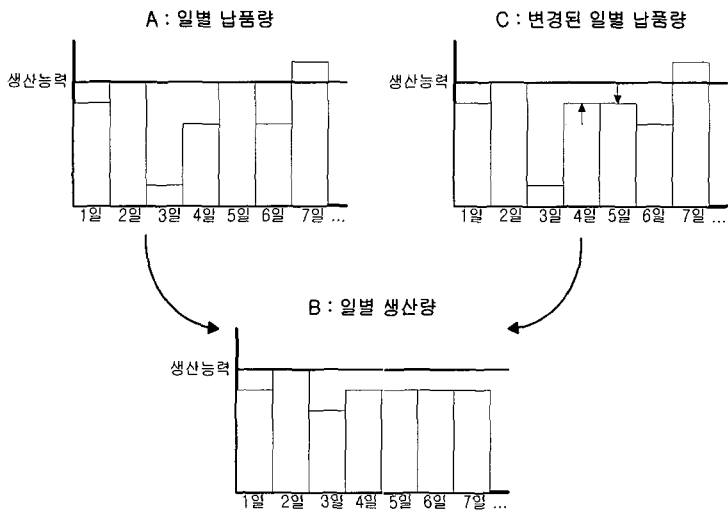 A : 일별 납품량
생산능력
1일 2일 3일 4일 5일 6일 7일 ...
C : 변경된 일별 납품량
생산능력
1일 2일 3일 4일 5일 6일 7일 ...
B : 일별 생산량
생산능력
1일 2일 3일 4일 5일 6일 7일 ...